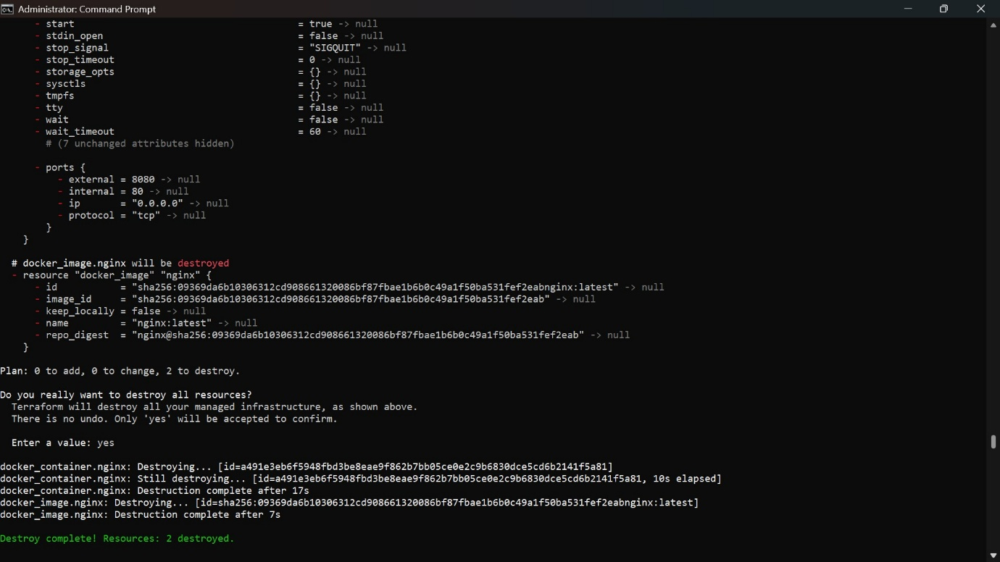 Administrator: Command Prompt
- start = true -> null
- stdin_open = false -> null
- stop_signal = "SIGQUIT" -> null
- stop_timeout = 0 -> null
- storage_opts = {} -> null
- sysctls = {} -> null
- tmpfs = {} -> null
- tty = false -> null
- wait = false -> null
- wait_timeout = 60 -> null
# (7 unchanged attributes hidden)
- ports {
- external = 8080 -> null
- internal = 80 -> null
- ip = "0.0.0.0" -> null
- protocol = "tcp" -> null
}
}
# docker_image.nginx will be destroyed
- resource "docker_image" "nginx" {
- id = "sha256:09369da6b10306312cd908661320086bf87fbae1b6b0c49a1f50ba531fef2eabnginx:latest" -> null
- image_id = "sha256:09369da6b10306312cd908661320086bf87fbae1b6b0c49a1f50ba531fef2eab" -> null
- keep_locally = false -> null
- name = "nginx:latest" -> null
- repo_digest = "nginx@sha256:09369da6b10306312cd908661320086bf87fbae1b6b0c49a1f50ba531fef2eab" -> null
}
Plan: 0 to add, 0 to change, 2 to destroy.
Do you really want to destroy all resources?
Terraform will destroy all your managed infrastructure, as shown above.
There is no undo. Only 'yes' will be accepted to confirm.
Enter a value: yes
docker_container.nginx: Destroying... [id=a491e3eb6f5948fbd3be8eae9f862b7bb05ce0e2c9b6830dce5cd6b2141f5a81]
docker_container.nginx: Still destroying... [id=a491e3eb6f5948fbd3be8eae9f862b7bb05ce0e2c9b6830dce5cd6b2141f5a81, 10s elapsed]
docker_container.nginx: Destruction complete after 17s
docker_image.nginx: Destroying... [id=sha256:09369da6b10306312cd908661320086bf87fbae1b6b0c49a1f50ba531fef2eabnginx:latest]
docker_image.nginx: Destruction complete after 7s
Destroy complete! Resources: 2 destroyed.